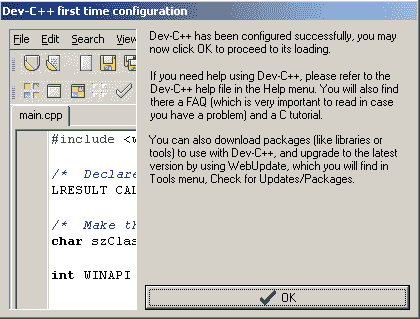 Dev-C++ first time configuration
File Edit Search View
main.cpp
#include <w
/* Declare
LRESULT CAL
/* Make th
char szClas
int WINAPI
Dev-C++ has been configured successfully, you may
now click OK to proceed to its loading.
If you need help using Dev-C++, please refer to the
Dev-C++ help file in the Help menu. You will also find
there a FAQ (which is very important to read in case
you have a problem) and a C tutorial.
You can also download packages (like libraries or
tools) to use with Dev-C++, and upgrade to the latest
version by using WebUpdate, which you will find in
Tools menu, Check for Updates/Packages.
OK